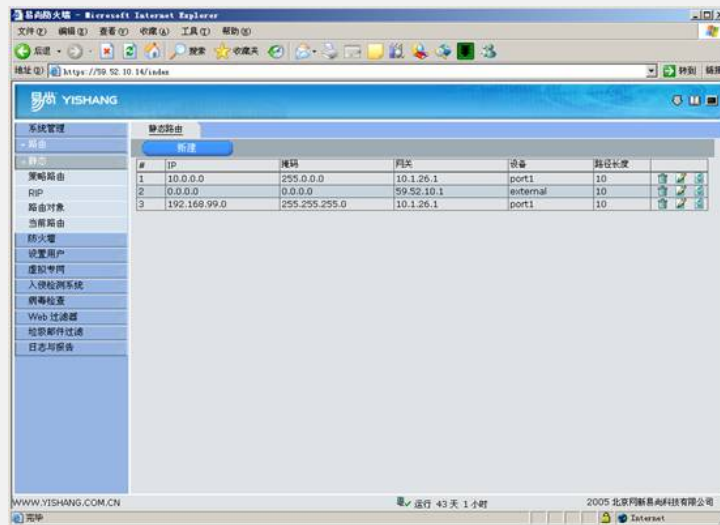 易尚防火墙 - Microsoft Internet Explorer
文件(F) 编辑(E) 查看(V) 收藏(A) 工具(T) 帮助(H)
后退 搜索 收藏夹
地址(D) https://59.52.10.14/index 转到 链接
易尚 YISHANG
系统管理
路由
静态
策略路由
RIP
路由对象
当前路由
防火墙
设置用户
虚拟专网
入侵检测系统
病毒检查
Web 过滤器
垃圾邮件过滤
日志与报告
静态路由
新建
# IP 掩码 网关 设备 路径长度
1 10.0.0.0 255.0.0.0 10.1.26.1 port1 10
2 0.0.0.0 0.0.0.0 59.52.10.1 external 10
3 192.168.99.0 255.255.255.0 10.1.26.1 port1 10
WWW.YISHANG.COM.CN 运行 43 天 1 小时 2005 北京网新易尚科技有限公司
完毕 Internet